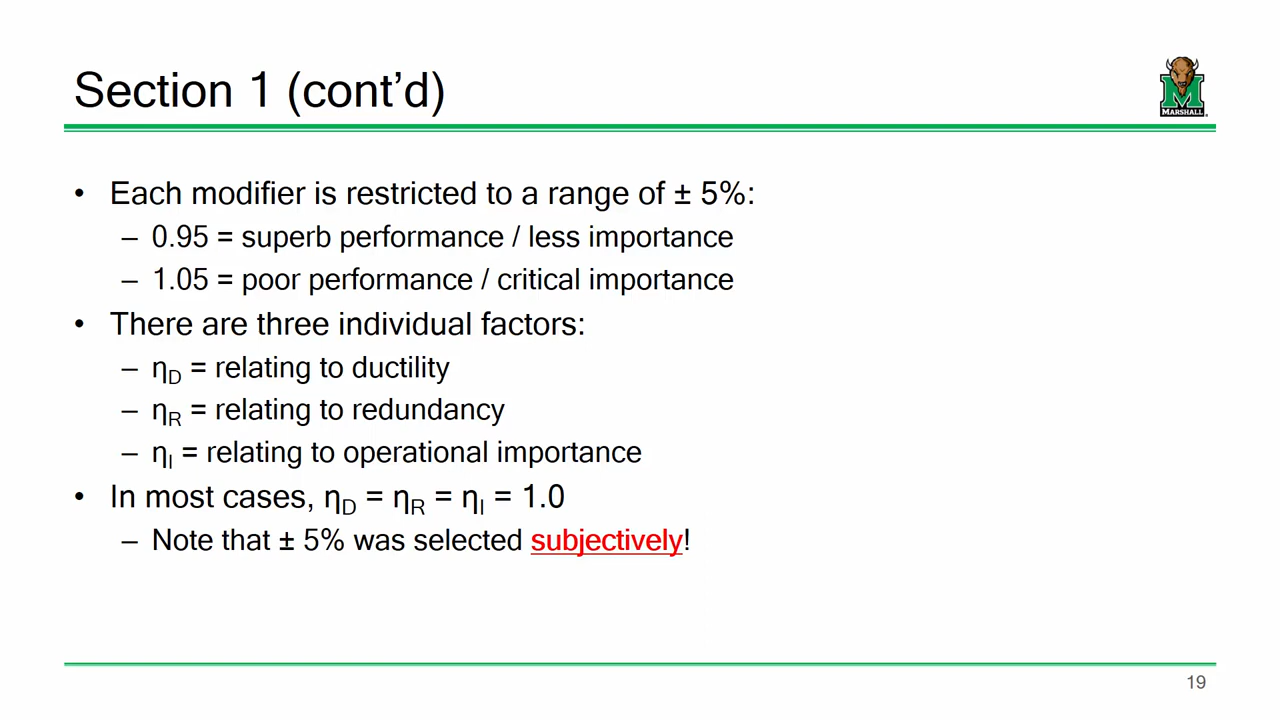 Section 1 (cont’d)
M
MARSHALL
• Each modifier is restricted to a range of ± 5%:
– 0.95 = superb performance / less importance
– 1.05 = poor performance / critical importance
• There are three individual factors:
– ηD = relating to ductility
– ηR = relating to redundancy
– ηI = relating to operational importance
• In most cases, ηD = ηR = ηI = 1.0
– Note that ± 5% was selected subjectively!
19